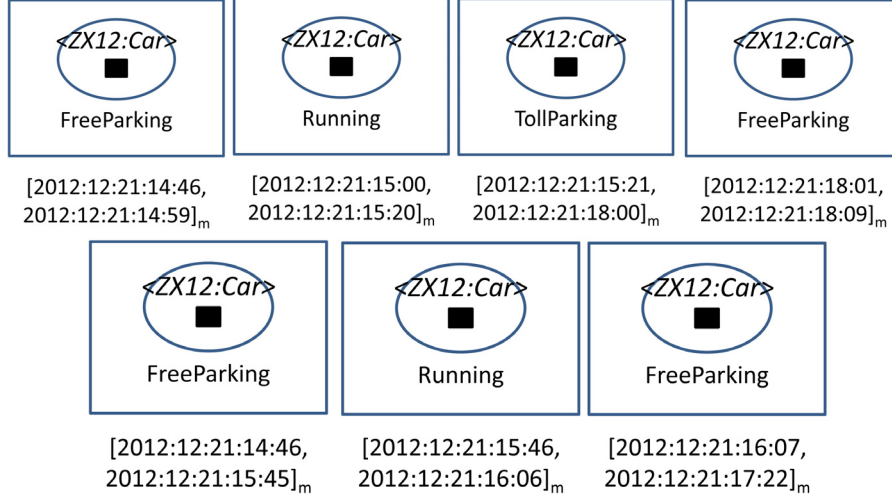 <ZX12:Car> <ZX12:Car> <ZX12:Car> <ZX12:Car>
FreeParking Running TollParking FreeParking
[2012:12:21:14:46, [2012:12:21:15:00, [2012:12:21:15:21, [2012:12:21:18:01,
2012:12:21:14:59]m 2012:12:21:15:20]m 2012:12:21:18:00]m 2012:12:21:18:09]m
<ZX12:Car> <ZX12:Car> <ZX12:Car>
FreeParking Running FreeParking
[2012:12:21:14:46, [2012:12:21:15:46, [2012:12:21:16:07,
2012:12:21:15:45]m 2012:12:21:16:06]m 2012:12:21:17:22]m